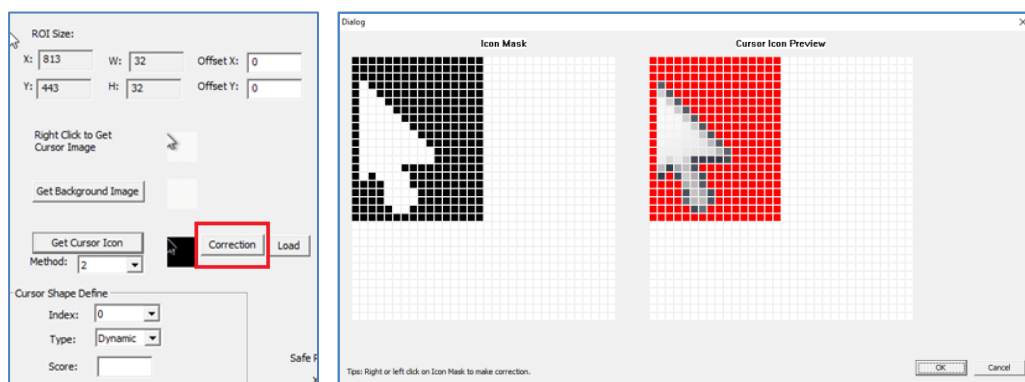 ROI Size:
X: 813 W: 32 Offset X: 0
Y: 443 H: 32 Offset Y: 0
Right Click to Get
Cursor Image
Get Background Image
Get Cursor Icon
Correction
Load
Method: 2
Cursor Shape Define
Index: 0
Type: Dynamic
Score:
Safe
Dialog
Icon Mask
Cursor Icon Preview
Tips: Right or left click on Icon Mask to make correction.
OK
Cancel